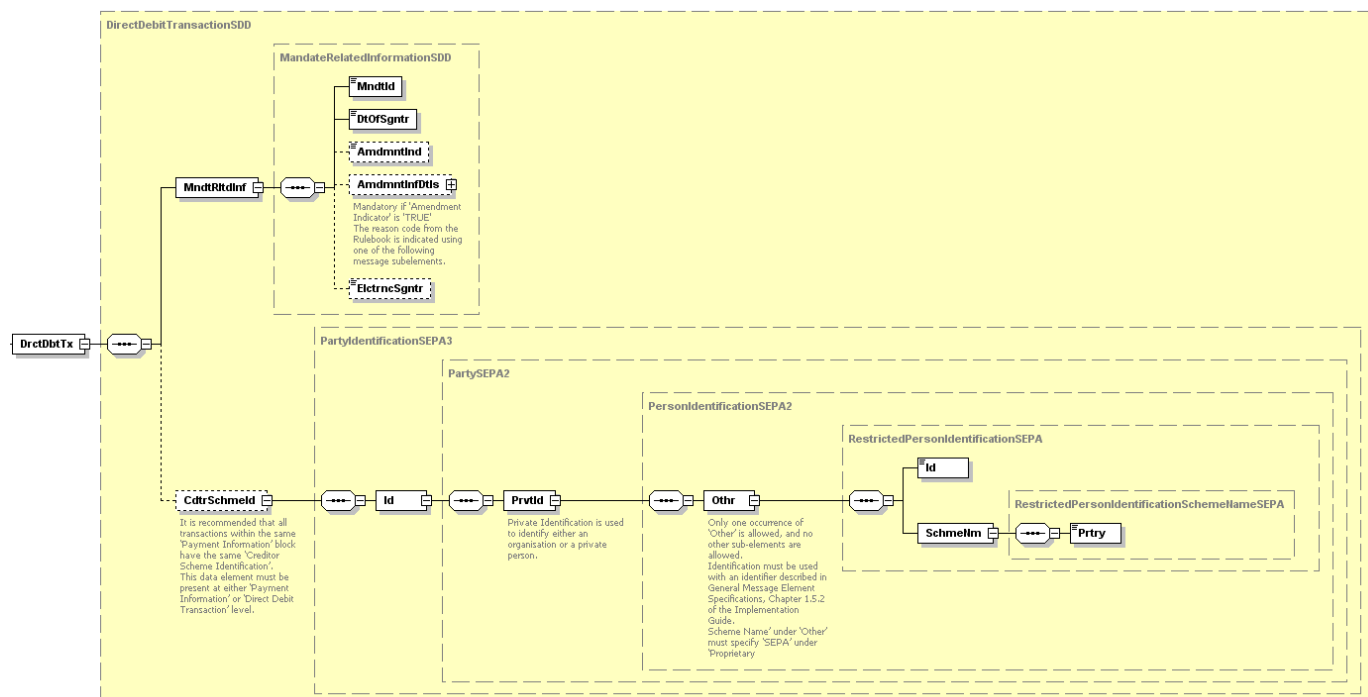 DirectDebitTransactionSDD
MandateRelatedInformationSDD
MndtId
DtOfSgntr
AmdmntInd
MndtRltdInf
AmdmntInfDtls
Mandatory if 'Amendment
Indicator' is 'TRUE'
The reason code from the
Rulebook is indicated using
one of the following
message subelements.
ElctrncSgntr
DrctDbtTx
PartyIdentificationSEPA3
PartySEPA2
PersonIdentificationSEPA2
RestrictedPersonIdentificationSEPA
Id
CdtrSchmeId
It is recommended that all
transactions within the same
'Payment Information' block
have the same 'Creditor
Scheme Identification'.
This data element must be
present at either 'Payment
Information' or 'Direct Debit
Transaction' level.
Id
PrvtId
Private Identification is used
to identify either an
organisation or a private
person.
Othr
Only one occurrence of
'Other' is allowed, and no
other sub-elements are
allowed.
Identification must be used
with an identifier described in
General Message Element
Specifications, Chapter 1.5.2
of the Implementation
Guide.
Scheme Name' under 'Other'
must specify 'SEPA' under
'Proprietary
RestrictedPersonIdentificationSchemeNameSEPA
SchmeNm
Prtry